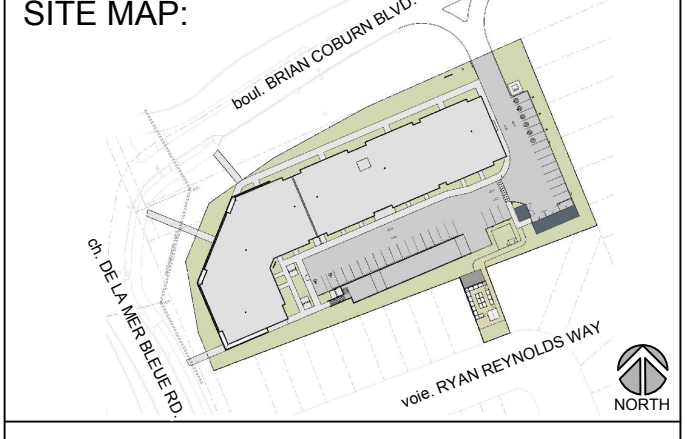 SITE MAP:
boul. BRIAN COBURN BLVD.
ch. DE LA MER BLEUE RD.
voie. RYAN REYNOLDS WAY
NORTH